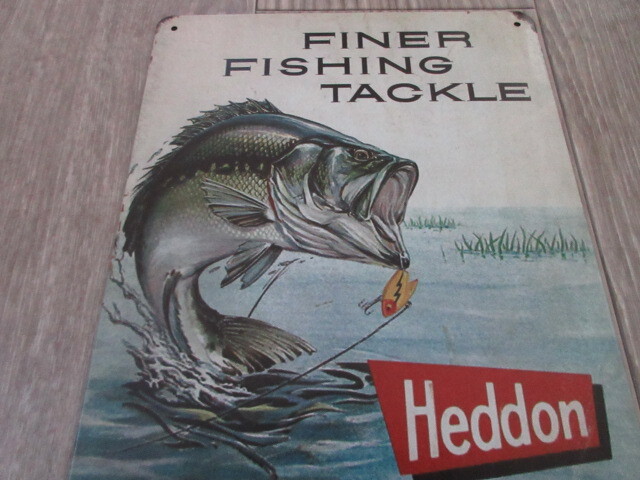 FINER
FISHING
TACKLE
Heddon